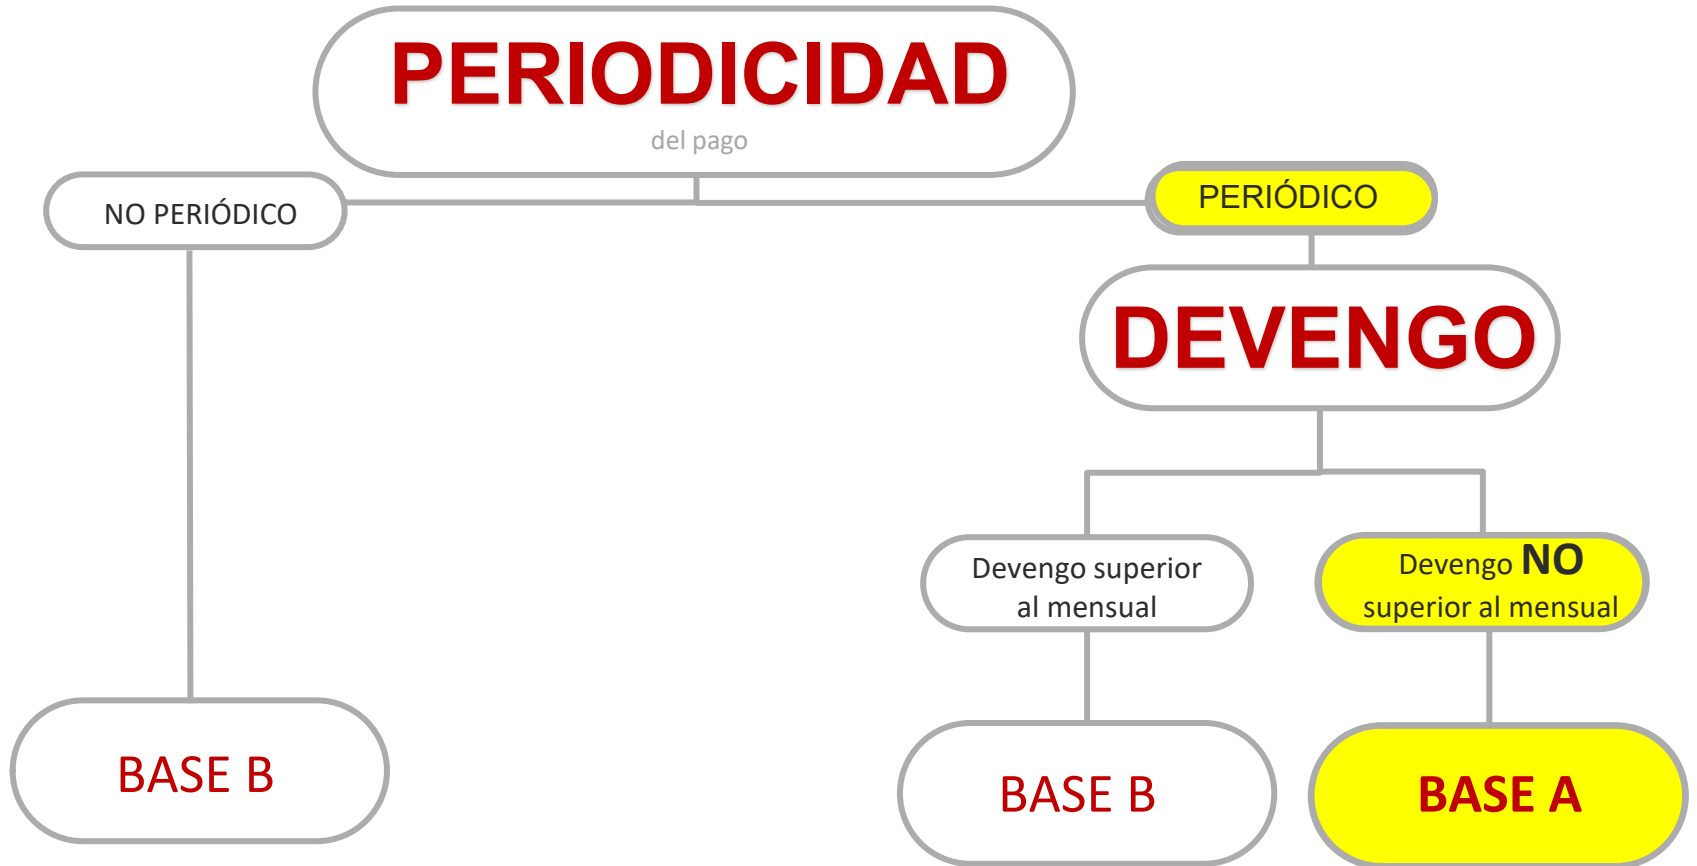 PERIODICIDAD
del pago
NO PERIÓDICO
PERIÓDICO
DEVENGO
Devengo superior
al mensual
Devengo NO
superior al mensual
BASE B
BASE B
BASE A